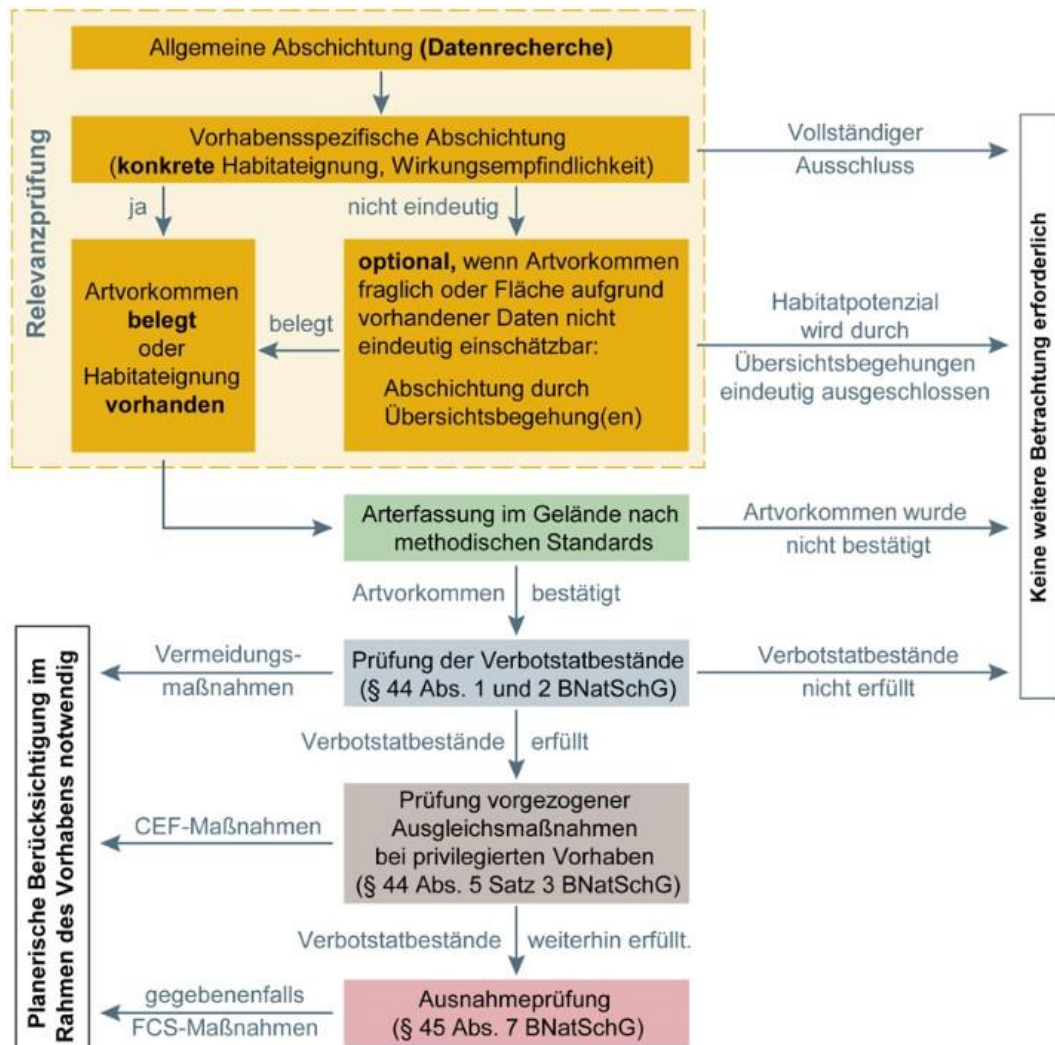 Relevanzprüfung
Allgemeine Abschichtung (Datenrecherche)
Vorhabensspezifische Abschichtung
(konkrete Habitateignung, Wirkungsempfindlichkeit)
Vollständiger
Ausschluss
ja
nicht eindeutig
Artvorkommen
belegt
oder
Habitateignung
vorhanden
belegt
optional, wenn Artvorkommen
fraglich oder Fläche aufgrund
vorhandener Daten nicht
eindeutig einschätzbar:
Abschichtung durch
Übersichtsbegehung(en)
Habitatpotenzial
wird durch
Übersichtsbegehungen
eindeutig ausgeschlossen
Keine weitere Betrachtung erforderlich
Arterfassung im Gelände nach
methodischen Standards
Artvorkommen wurde
nicht bestätigt
Artvorkommen bestätigt
Planerische Berücksichtigung im
Rahmen des Vorhabens notwendig
Vermeidungs-
maßnahmen
Prüfung der Verbotstatbestände
(§ 44 Abs. 1 und 2 BNatSchG)
Verbotstatbestände
nicht erfüllt
Verbotstatbestände erfüllt
CEF-Maßnahmen
Prüfung vorgezogener
Ausgleichsmaßnahmen
bei privilegierten Vorhaben
(§ 44 Abs. 5 Satz 3 BNatSchG)
Verbotstatbestände weiterhin erfüllt.
gegebenenfalls
FCS-Maßnahmen
Ausnahmeprüfung
(§ 45 Abs. 7 BNatSchG)